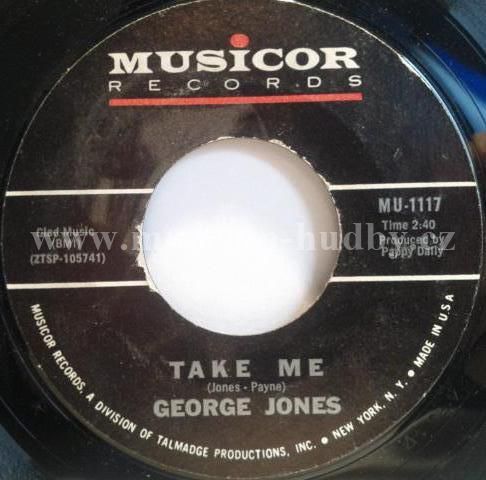 MUSICOR
RECORDS
MU-1117
Time 2:40
Produced by
Pappy Daily
Glad Music
(BMI)
(ZTSP-105741)
TAKE ME
(Jones - Payne)
GEORGE JONES
MUSICOR RECORDS, A DIVISION OF TALMADGE PRODUCTIONS, INC. • NEW YORK, N. Y. • MADE IN U.S.A